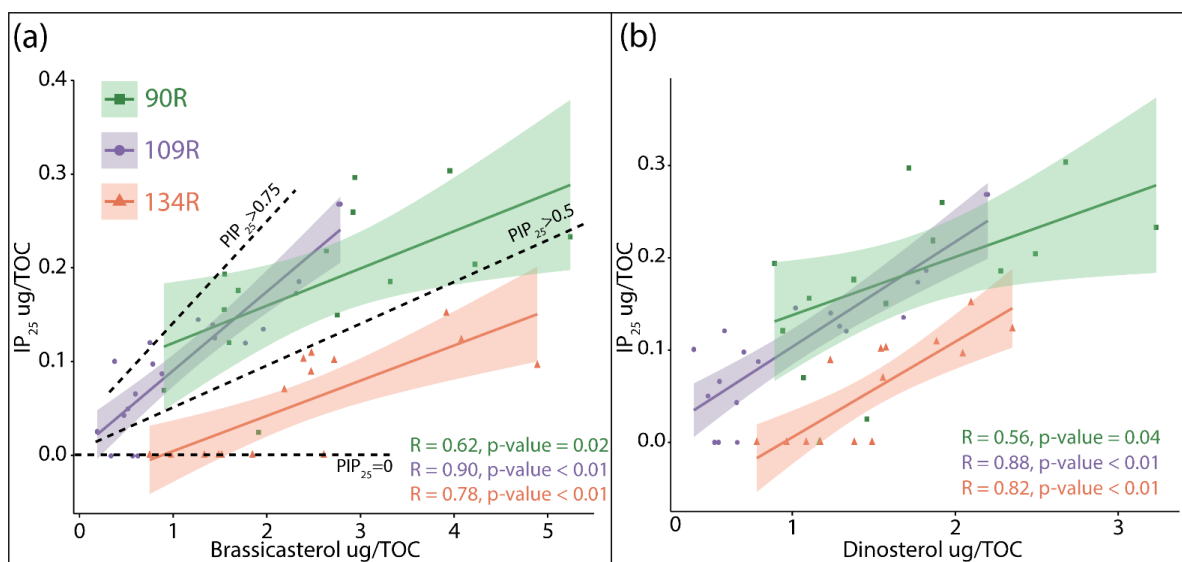 (a)
0.4
0.3
0.2
0.1
0.0
IP25 ug/TOC
90R
109R
134R
PIP25>0.75
PIP25>0.5
PIP25=0
R = 0.62, p-value = 0.02
R = 0.90, p-value < 0.01
R = 0.78, p-value < 0.01
0 1 2 3 4 5
Brassicasterol ug/TOC
(b)
0.3
0.2
0.1
0.0
IP25 ug/TOC
R = 0.56, p-value = 0.04
R = 0.88, p-value < 0.01
R = 0.82, p-value < 0.01
0 1 2 3
Dinosterol ug/TOC